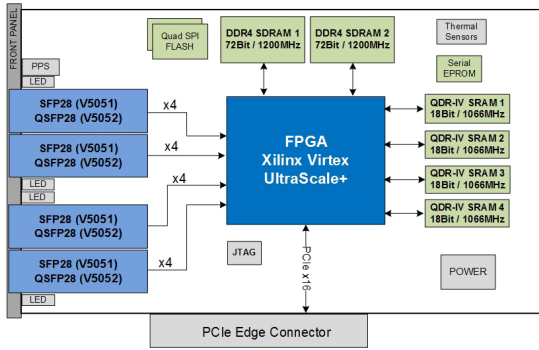 FRONT PANEL
PPS
LED
SFP28 (V5051)
QSFP28 (V5052)
x4
SFP28 (V5051)
QSFP28 (V5052)
x4
LED
LED
SFP28 (V5051)
QSFP28 (V5052)
x4
SFP28 (V5051)
QSFP28 (V5052)
x4
LED
Quad SPI
FLASH
DDR4 SDRAM 1
72Bit / 1200MHz
DDR4 SDRAM 2
72Bit / 1200MHz
Thermal
Sensors
Serial
EPROM
FPGA
Xilinx Virtex
UltraScale+
QDR-IV SRAM 1
18Bit / 1066MHz
QDR-IV SRAM 2
18Bit / 1066MHz
QDR-IV SRAM 3
18Bit / 1066MHz
QDR-IV SRAM 4
18Bit / 1066MHz
JTAG
PCIe x16
POWER
PCIe Edge Connector